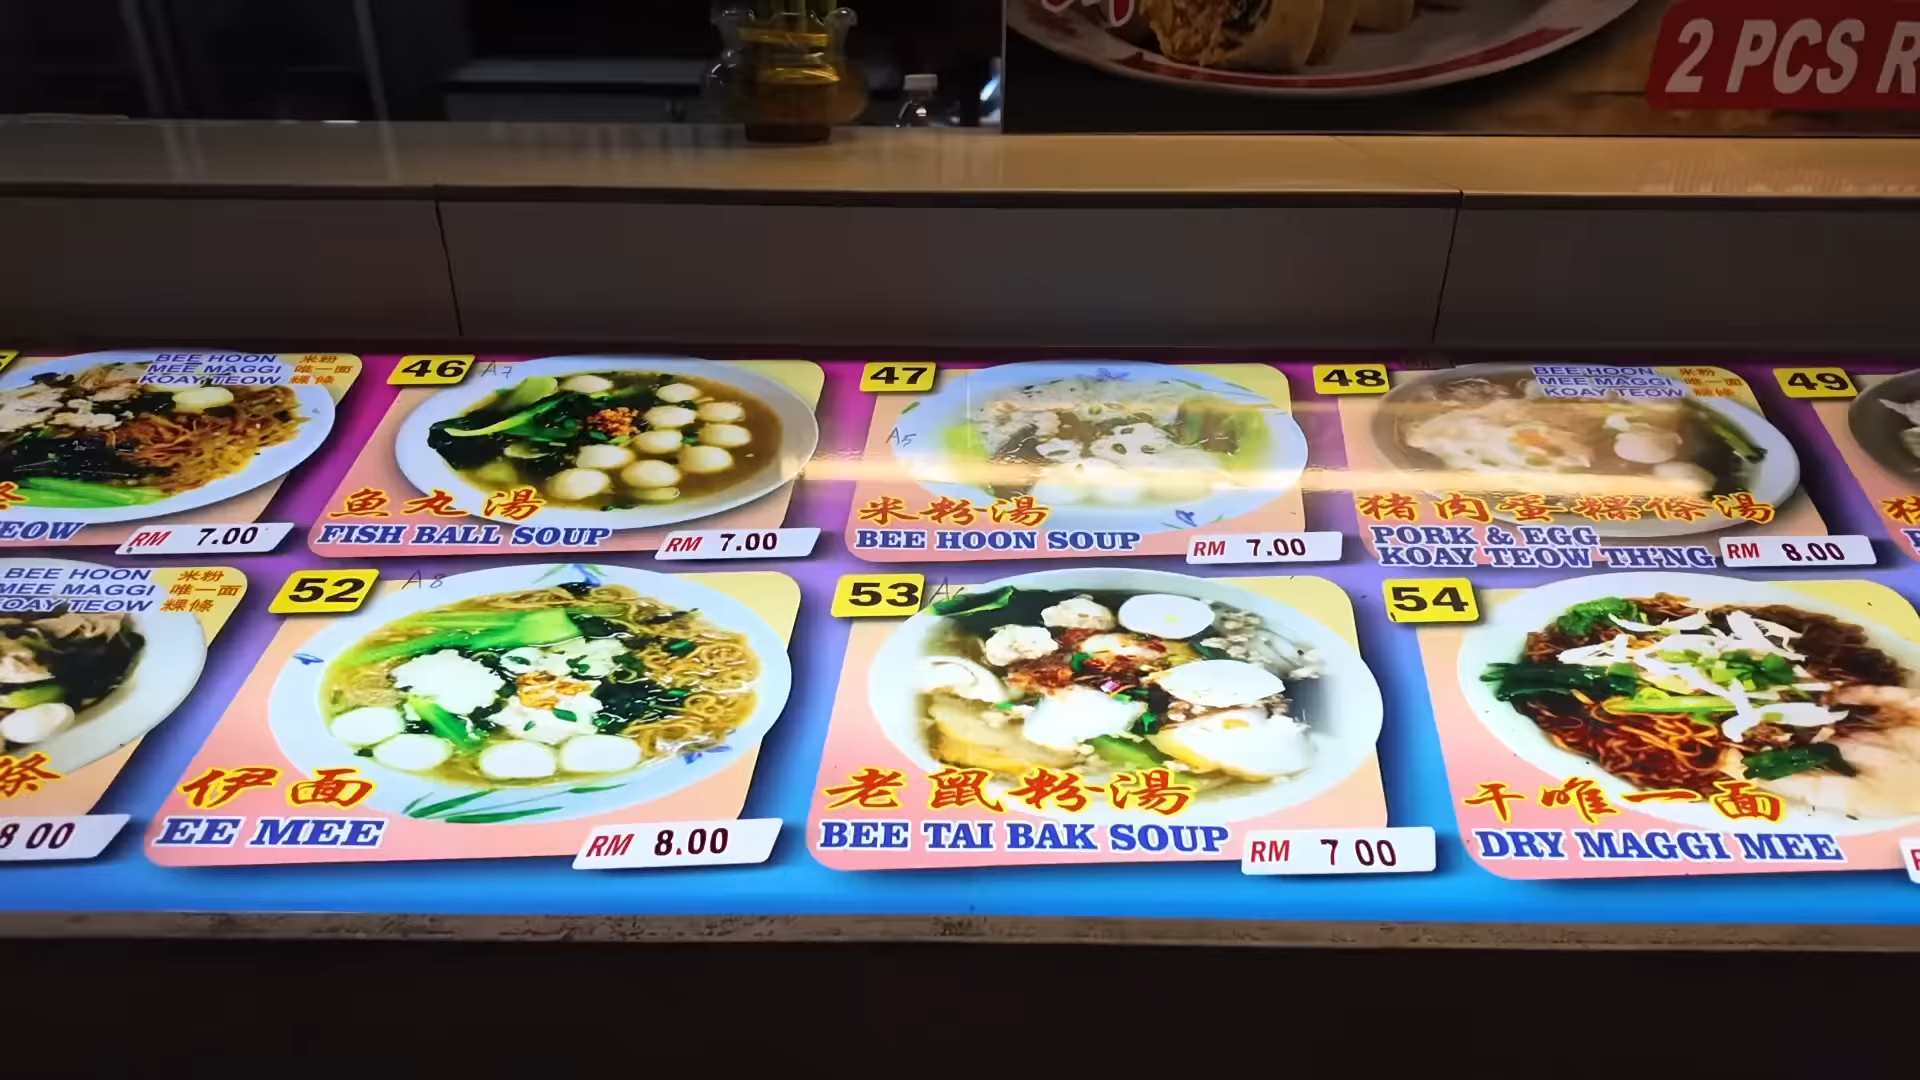 2 PCS R
BEE HOON 米粉
MEE MAGGI 唯一面
KOAY TEOW 粿條
EOW
RM 7.00
46
A7
鱼丸湯
FISH BALL SOUP
RM 7.00
47
A5
米粉湯
BEE HOON SOUP
RM 7.00
48
BEE HOON 米粉
MEE MAGGI 唯一面
KOAY TEOW 粿條
猪肉蛋粿條湯
PORK & EGG
KOAY TEOW TH'NG
RM 8.00
49
猪
BEE HOON 米粉
MEE MAGGI 唯一面
KOAY TEOW 粿條
條
8 00
52
A8
伊面
EE MEE
RM 8.00
53
老鼠粉湯
BEE TAI BAK SOUP
RM 7 00
54
干唯一面
DRY MAGGI MEE